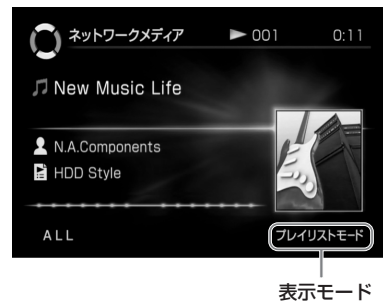 ネットワークメディア ▶ 001 0:11
New Music Life
N.A.Components
HDD Style
ALL プレイリストモード
表示モード